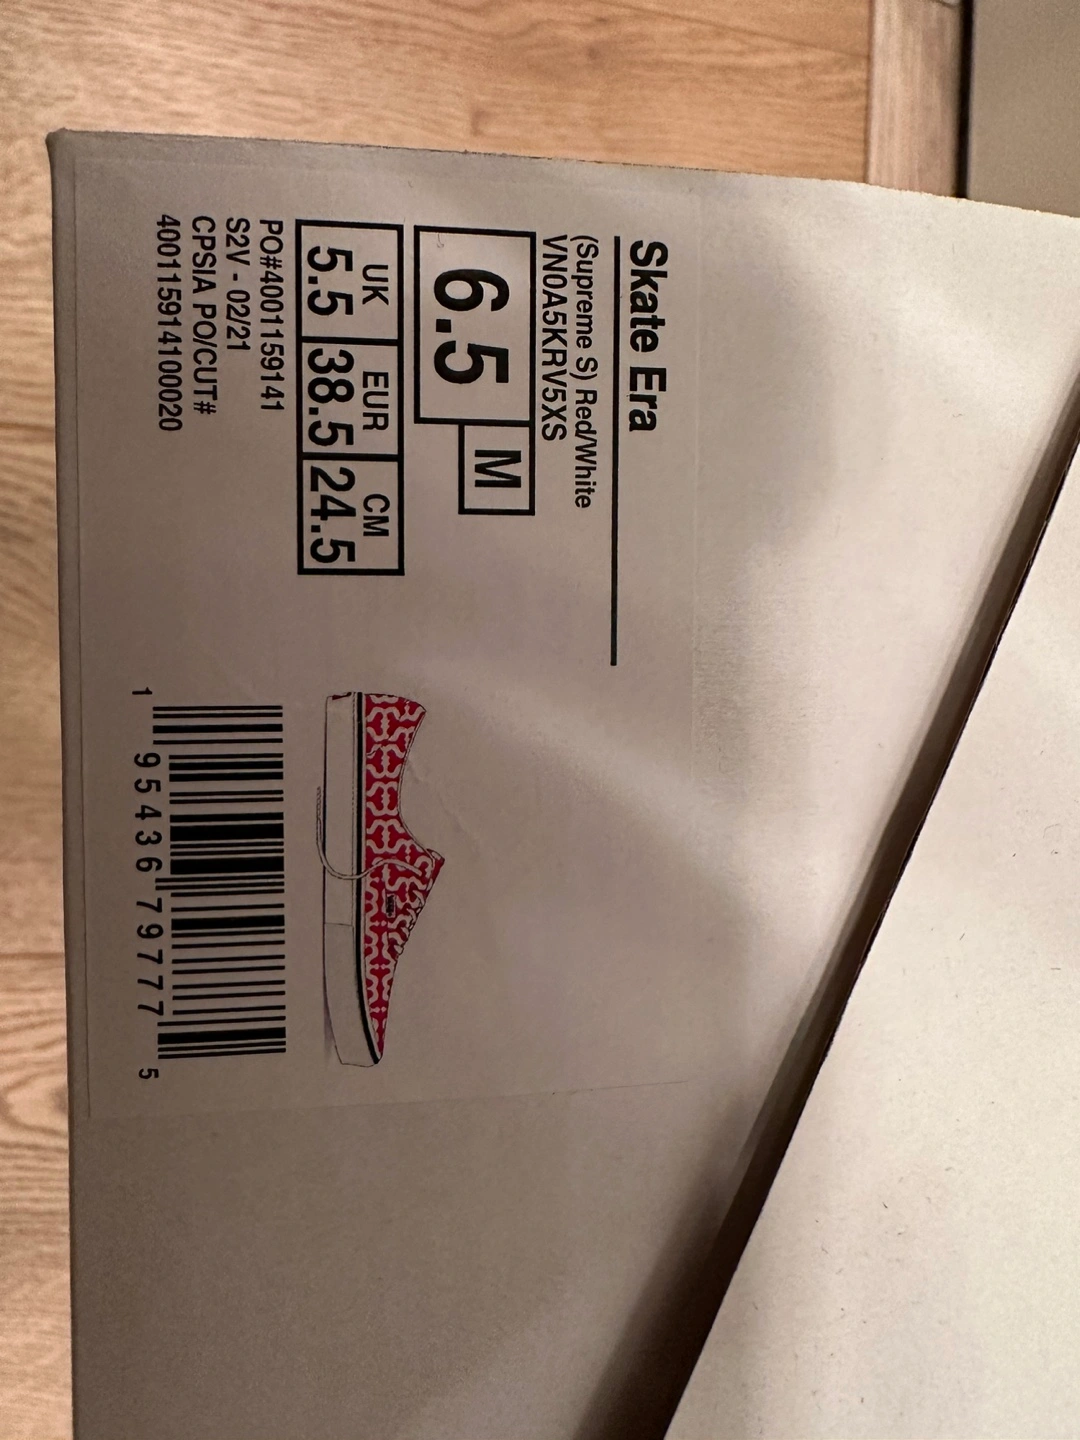 Skate Era
(Supreme S) Red/White
VN0A5KRV5XS
6.5 M
UK EUR CM
5.5 38.5 24.5
PO#4001159141
S2V - 02/21
CPSIA PO/CUT#
400115914100020
1 95436 79777 5